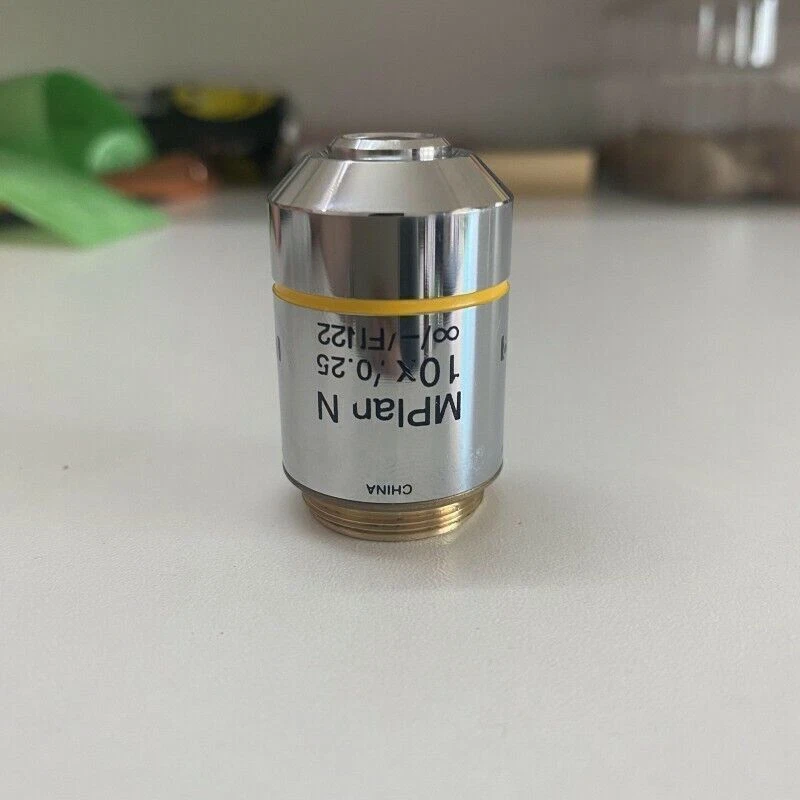 MPlan N
10x/0.25
∞/-/FN22
CHINA